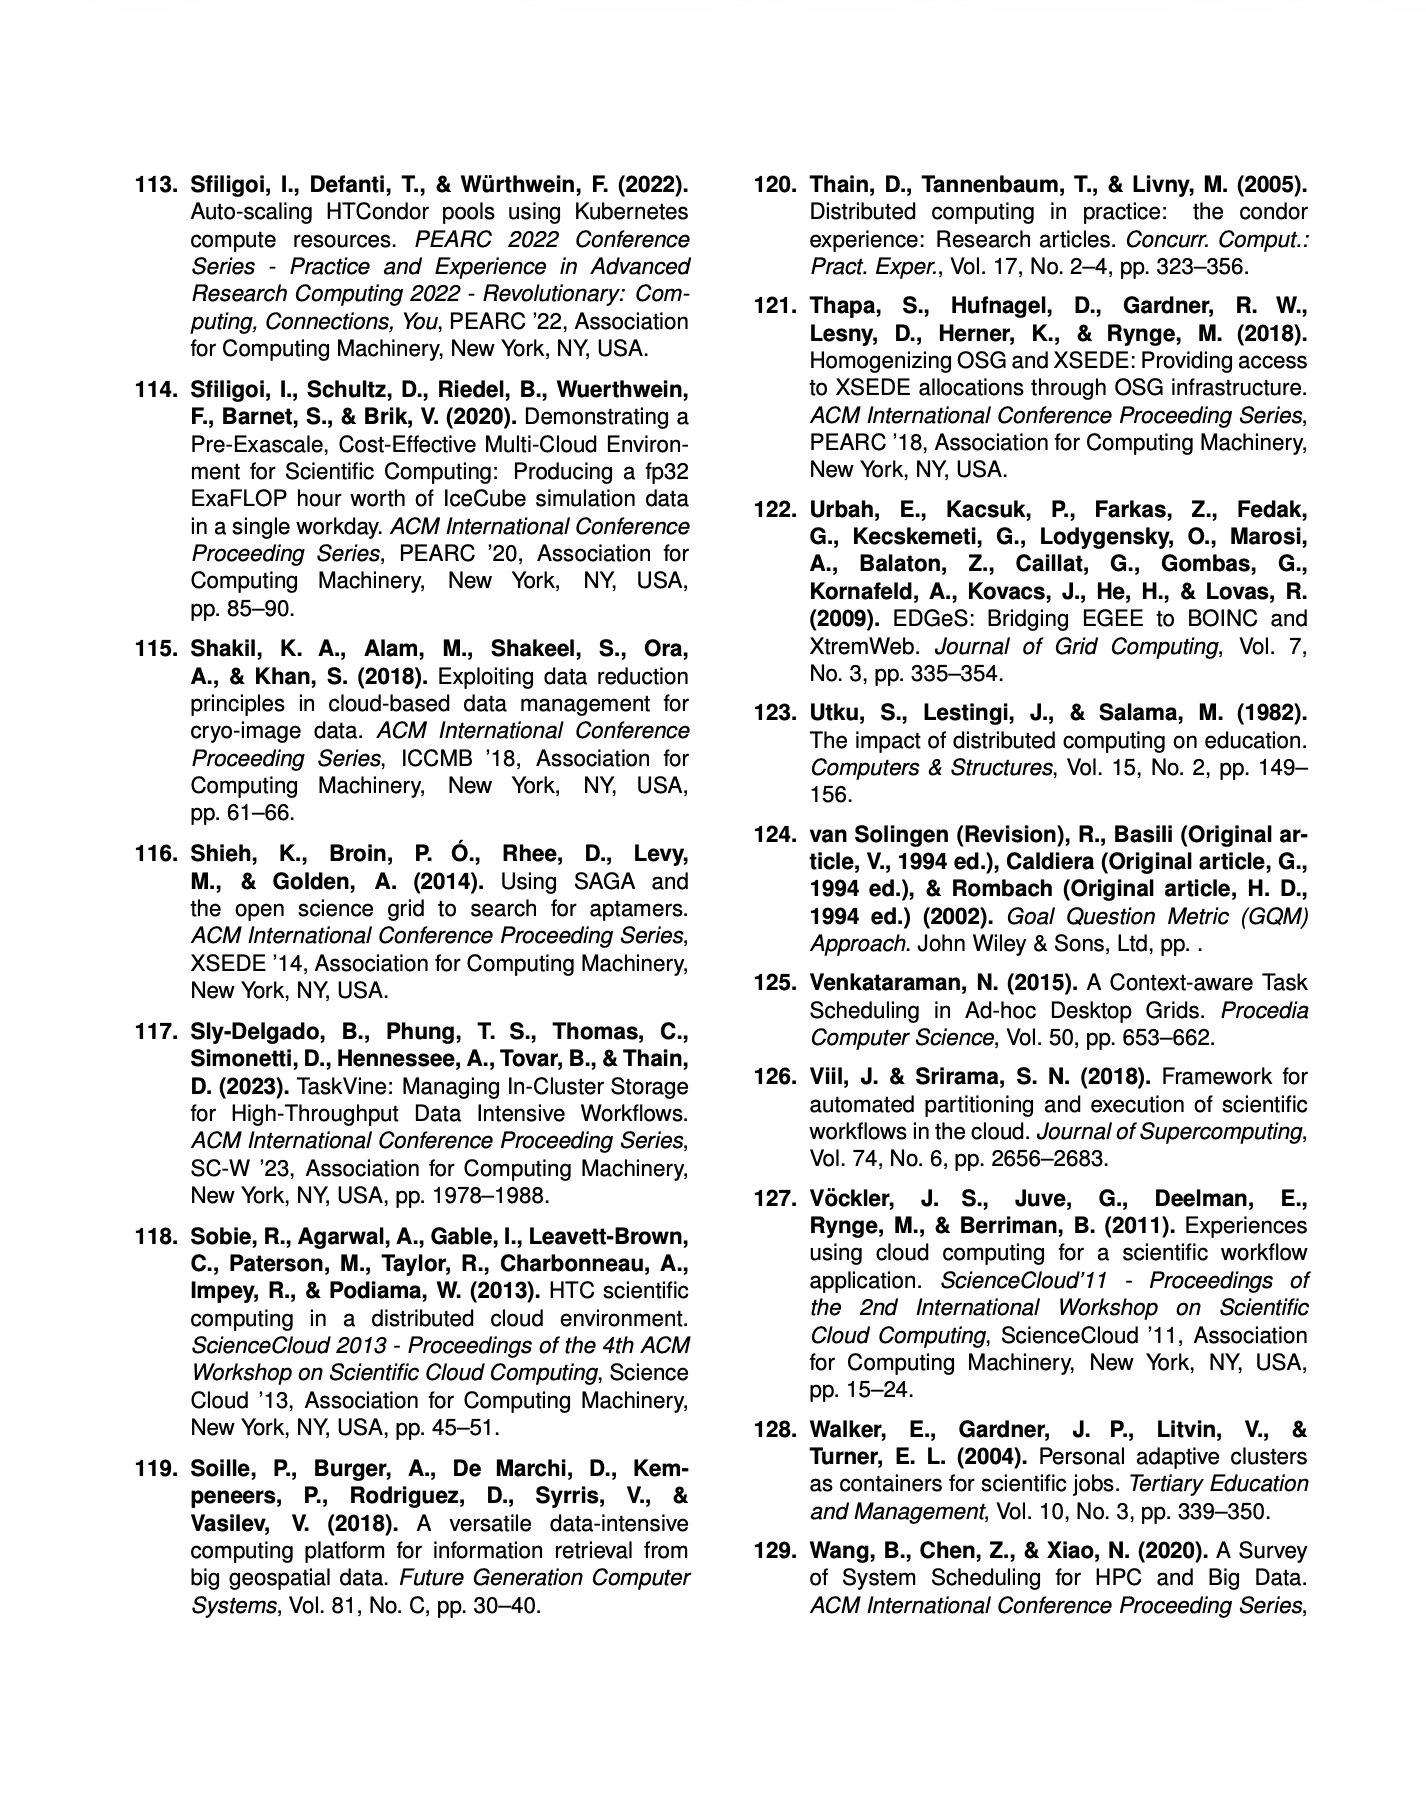 113. Sfiligoi, I., Defanti, T., & Würthwein, F. (2022).
Auto-scaling HTCondor pools using Kubernetes
compute resources. PEARC 2022 Conference
Series - Practice and Experience in Advanced
Research Computing 2022 - Revolutionary: Com-
puting, Connections, You, PEARC ’22, Association
for Computing Machinery, New York, NY, USA.
114. Sfiligoi, I., Schultz, D., Riedel, B., Wuerthwein,
F., Barnet, S., & Brik, V. (2020). Demonstrating a
Pre-Exascale, Cost-Effective Multi-Cloud Environ-
ment for Scientific Computing: Producing a fp32
ExaFLOP hour worth of IceCube simulation data
in a single workday. ACM International Conference
Proceeding Series, PEARC ’20, Association for
Computing Machinery, New York, NY, USA,
pp. 85–90.
115. Shakil, K. A., Alam, M., Shakeel, S., Ora,
A., & Khan, S. (2018). Exploiting data reduction
principles in cloud-based data management for
cryo-image data. ACM International Conference
Proceeding Series, ICCMB ’18, Association for
Computing Machinery, New York, NY, USA,
pp. 61–66.
116. Shieh, K., Broin, P. Ó., Rhee, D., Levy,
M., & Golden, A. (2014). Using SAGA and
the open science grid to search for aptamers.
ACM International Conference Proceeding Series,
XSEDE ’14, Association for Computing Machinery,
New York, NY, USA.
117. Sly-Delgado, B., Phung, T. S., Thomas, C.,
Simonetti, D., Hennessee, A., Tovar, B., & Thain,
D. (2023). TaskVine: Managing In-Cluster Storage
for High-Throughput Data Intensive Workflows.
ACM International Conference Proceeding Series,
SC-W ’23, Association for Computing Machinery,
New York, NY, USA, pp. 1978–1988.
118. Sobie, R., Agarwal, A., Gable, I., Leavett-Brown,
C., Paterson, M., Taylor, R., Charbonneau, A.,
Impey, R., & Podiama, W. (2013). HTC scientific
computing in a distributed cloud environment.
ScienceCloud 2013 - Proceedings of the 4th ACM
Workshop on Scientific Cloud Computing, Science
Cloud ’13, Association for Computing Machinery,
New York, NY, USA, pp. 45–51.
119. Soille, P., Burger, A., De Marchi, D., Kem-
peneers, P., Rodriguez, D., Syrris, V., &
Vasilev, V. (2018). A versatile data-intensive
computing platform for information retrieval from
big geospatial data. Future Generation Computer
Systems, Vol. 81, No. C, pp. 30–40.
120. Thain, D., Tannenbaum, T., & Livny, M. (2005).
Distributed computing in practice: the condor
experience: Research articles. Concurr. Comput.:
Pract. Exper., Vol. 17, No. 2–4, pp. 323–356.
121. Thapa, S., Hufnagel, D., Gardner, R. W.,
Lesny, D., Herner, K., & Rynge, M. (2018).
Homogenizing OSG and XSEDE: Providing access
to XSEDE allocations through OSG infrastructure.
ACM International Conference Proceeding Series,
PEARC ’18, Association for Computing Machinery,
New York, NY, USA.
122. Urbah, E., Kacsuk, P., Farkas, Z., Fedak,
G., Kecskemeti, G., Lodygensky, O., Marosi,
A., Balaton, Z., Caillat, G., Gombas, G.,
Kornafeld, A., Kovacs, J., He, H., & Lovas, R.
(2009). EDGeS: Bridging EGEE to BOINC and
XtremWeb. Journal of Grid Computing, Vol. 7,
No. 3, pp. 335–354.
123. Utku, S., Lestingi, J., & Salama, M. (1982).
The impact of distributed computing on education.
Computers & Structures, Vol. 15, No. 2, pp. 149–
156.
124. van Solingen (Revision), R., Basili (Original ar-
ticle, V., 1994 ed.), Caldiera (Original article, G.,
1994 ed.), & Rombach (Original article, H. D.,
1994 ed.) (2002). Goal Question Metric (GQM)
Approach. John Wiley & Sons, Ltd, pp. .
125. Venkataraman, N. (2015). A Context-aware Task
Scheduling in Ad-hoc Desktop Grids. Procedia
Computer Science, Vol. 50, pp. 653–662.
126. Viil, J. & Srirama, S. N. (2018). Framework for
automated partitioning and execution of scientific
workflows in the cloud. Journal of Supercomputing,
Vol. 74, No. 6, pp. 2656–2683.
127. Vöckler, J. S., Juve, G., Deelman, E.,
Rynge, M., & Berriman, B. (2011). Experiences
using cloud computing for a scientific workflow
application. ScienceCloud’11 - Proceedings of
the 2nd International Workshop on Scientific
Cloud Computing, ScienceCloud ’11, Association
for Computing Machinery, New York, NY, USA,
pp. 15–24.
128. Walker, E., Gardner, J. P., Litvin, V., &
Turner, E. L. (2004). Personal adaptive clusters
as containers for scientific jobs. Tertiary Education
and Management, Vol. 10, No. 3, pp. 339–350.
129. Wang, B., Chen, Z., & Xiao, N. (2020). A Survey
of System Scheduling for HPC and Big Data.
ACM International Conference Proceeding Series,